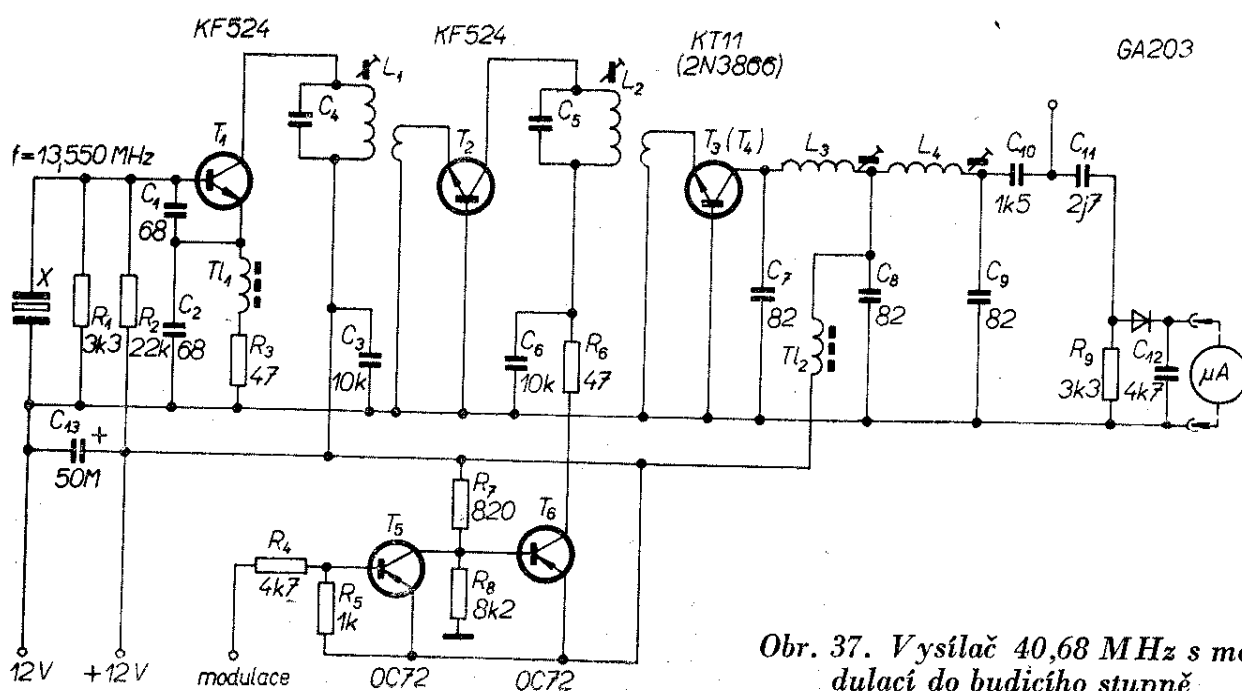 KF524
KF524
KT11
(2N3866)
GA203
L1
C4
L2
C5
T1
T2
T3 (T4)
L3
L4
C10
1k5
C11
2j7
f=13,550 MHz
C1
68
X
R1
3k3
R2
22k
C2
68
Tl1
R3
47
C3
10k
C6
10k
R6
47
C7
82
Tl2
C8
82
C9
82
R9
3k3
C12
4k7
µA
C13
+
50M
R7
820
T5
T6
R4
4k7
R5
1k
R8
8k2
12V
+12V
modulace
OC72
OC72
Obr. 37. Vysílač 40,68 MHz s mo
dulací do budicího stupně